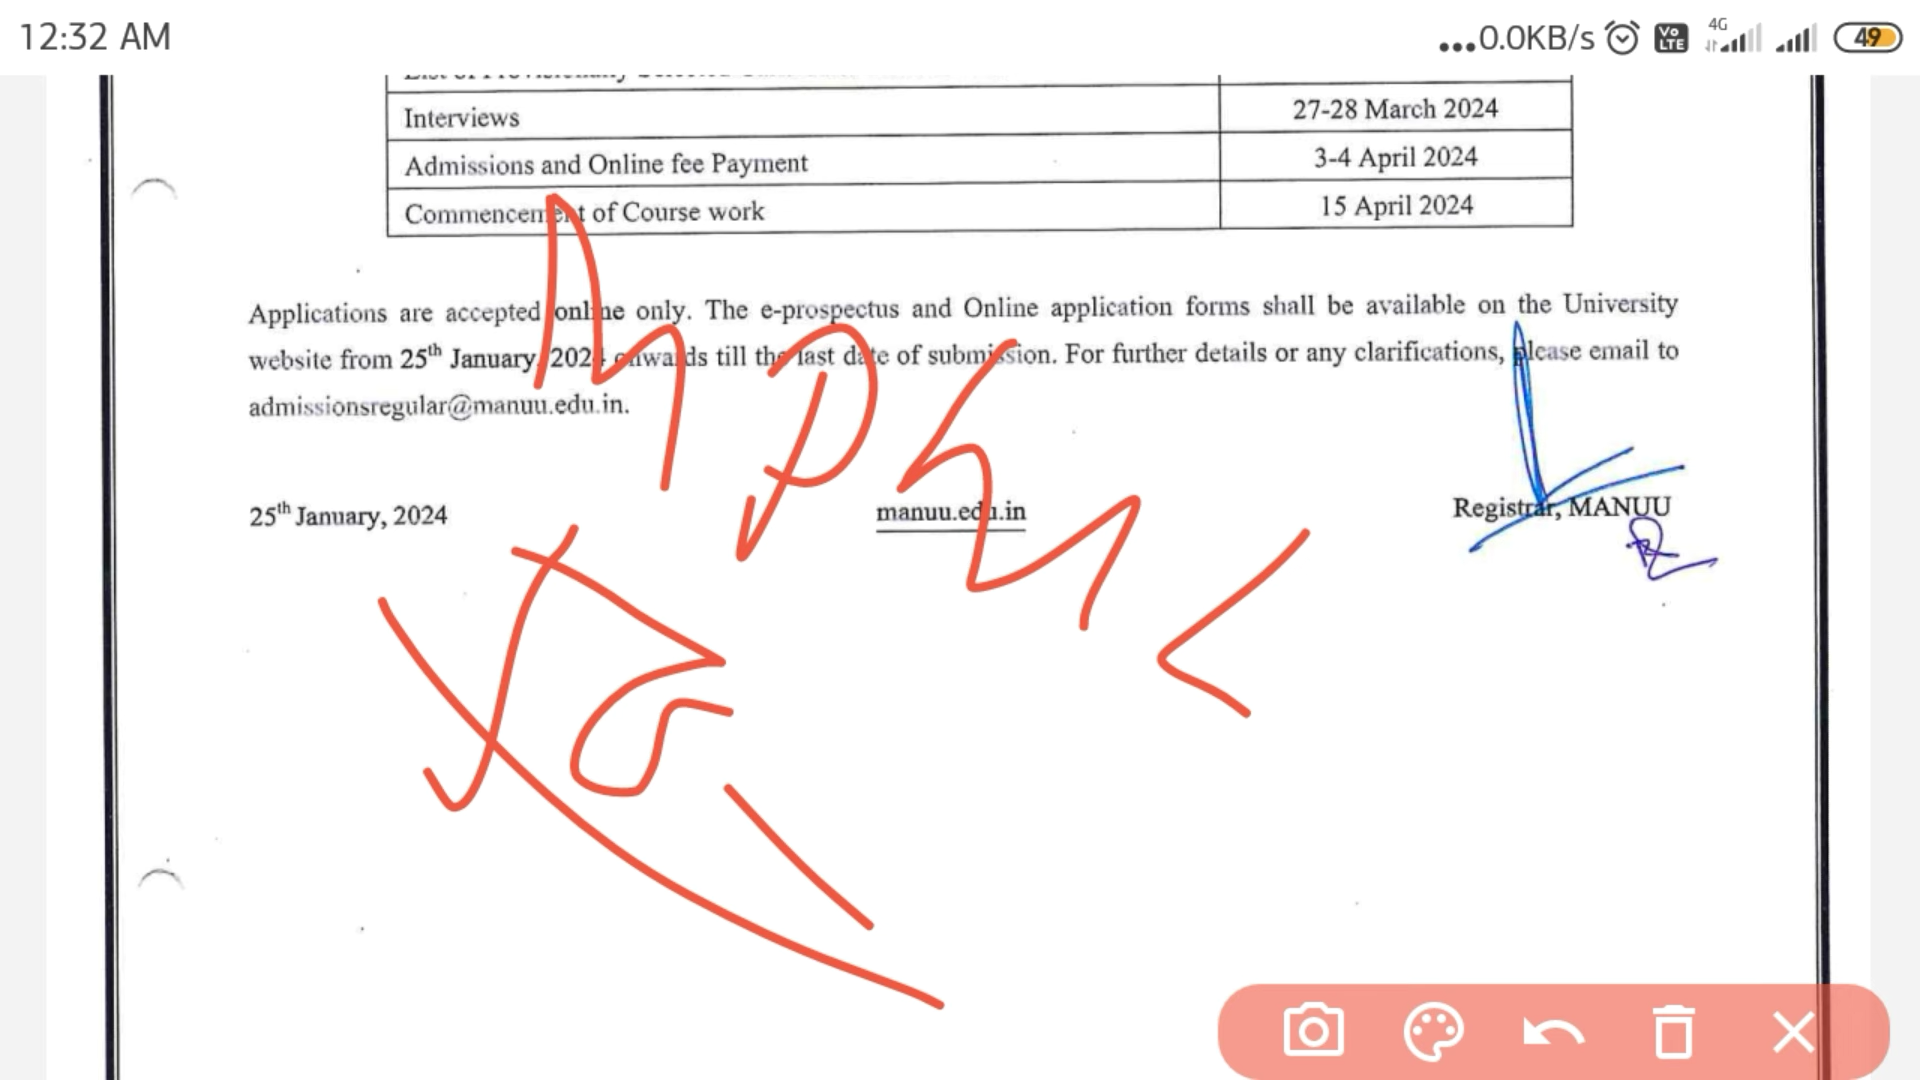 12:32 AM
...0.0KB/s VoLTE 4G 49
Interviews 27-28 March 2024
Admissions and Online fee Payment 3-4 April 2024
Commencement of Course work 15 April 2024
Applications are accepted online only. The e-prospectus and Online application forms shall be available on the University
website from 25th January, 2024 onwards till the last date of submission. For further details or any clarifications, please email to
admissionsregular@manuu.edu.in.
25th January, 2024 manuu.edu.in Registrar, MANUU